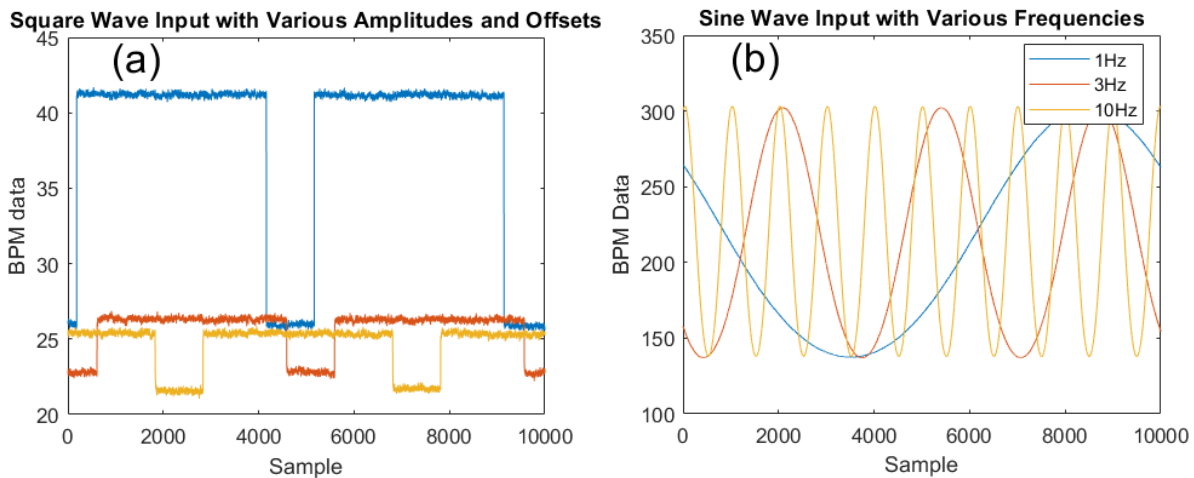 Square Wave Input with Various Amplitudes and Offsets
(a)
45
40
35
30
25
20
BPM data
0 2000 4000 6000 8000 10000
Sample
Sine Wave Input with Various Frequencies
(b)
1Hz
3Hz
10Hz
350
300
250
200
150
100
BPM Data
0 2000 4000 6000 8000 10000
Sample